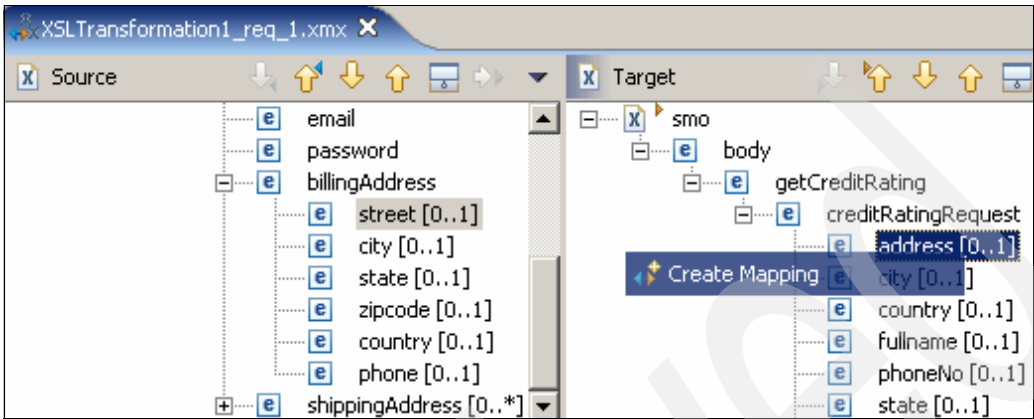 XSLTransformation1_req_1.xmx
Source
email
password
billingAddress
street [0..1]
city [0..1]
state [0..1]
zipcode [0..1]
country [0..1]
phone [0..1]
shippingAddress [0..*]
Target
smo
body
getCreditRating
creditRatingRequest
address [0..1]
Create Mapping
city [0..1]
country [0..1]
fullname [0..1]
phoneNo [0..1]
state [0..1]